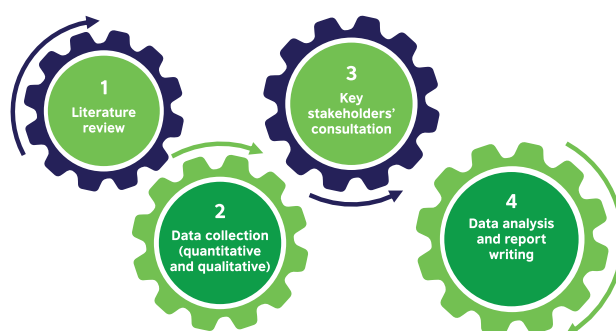 1
Literature
review
2
Data collection
(quantitative
and qualitative)
3
Key
stakeholders’
consultation
4
Data analysis
and report
writing